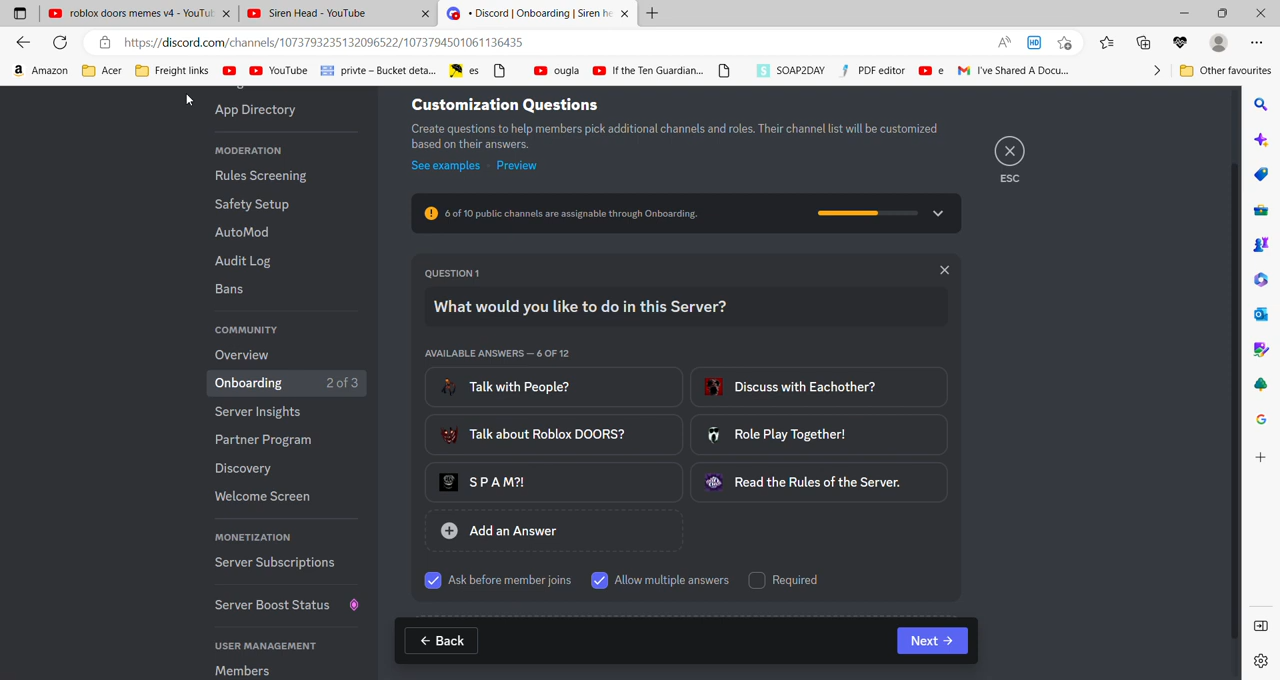 roblox doors memes v4 - YouTub
Siren Head - YouTube
• Discord | Onboarding | Siren he
https://discord.com/channels/1073793235132096522/1073794501061136435
HD
Amazon
Acer
Freight links
YouTube
privte – Bucket deta...
es
ougla
If the Ten Guardian...
SOAP2DAY
PDF editor
e
I've Shared A Docu...
Other favourites
App Directory
MODERATION
Rules Screening
Safety Setup
AutoMod
Audit Log
Bans
COMMUNITY
Overview
Onboarding 2 of 3
Server Insights
Partner Program
Discovery
Welcome Screen
MONETIZATION
Server Subscriptions
Server Boost Status
USER MANAGEMENT
Members
Customization Questions
Create questions to help members pick additional channels and roles. Their channel list will be customized
based on their answers.
See examples Preview
ESC
6 of 10 public channels are assignable through Onboarding.
QUESTION 1
What would you like to do in this Server?
AVAILABLE ANSWERS — 6 OF 12
Talk with People?
Discuss with Eachother?
Talk about Roblox DOORS?
Role Play Together!
S P A M?!
Read the Rules of the Server.
Add an Answer
Ask before member joins
Allow multiple answers
Required
← Back
Next →